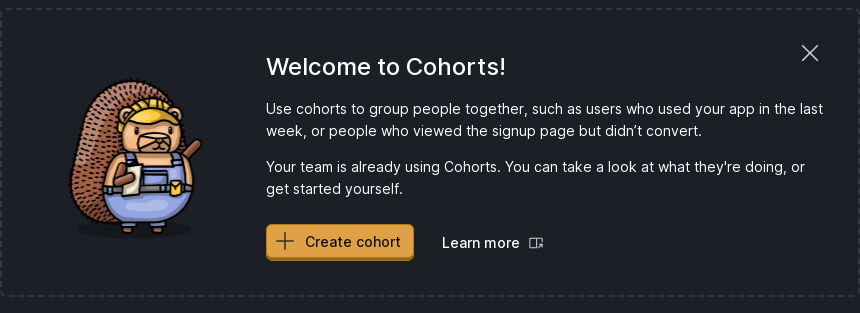 Welcome to Cohorts!
Use cohorts to group people together, such as users who used your app in the last
week, or people who viewed the signup page but didn’t convert.
Your team is already using Cohorts. You can take a look at what they're doing, or
get started yourself.
Create cohort
Learn more